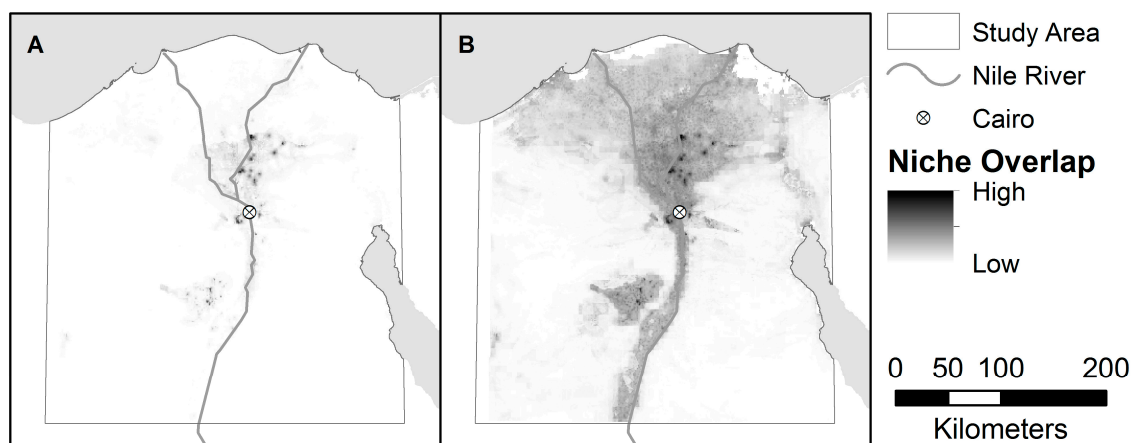 A
B
Study Area
Nile River
Cairo
Niche Overlap
High
Low
0 50 100 200
Kilometers